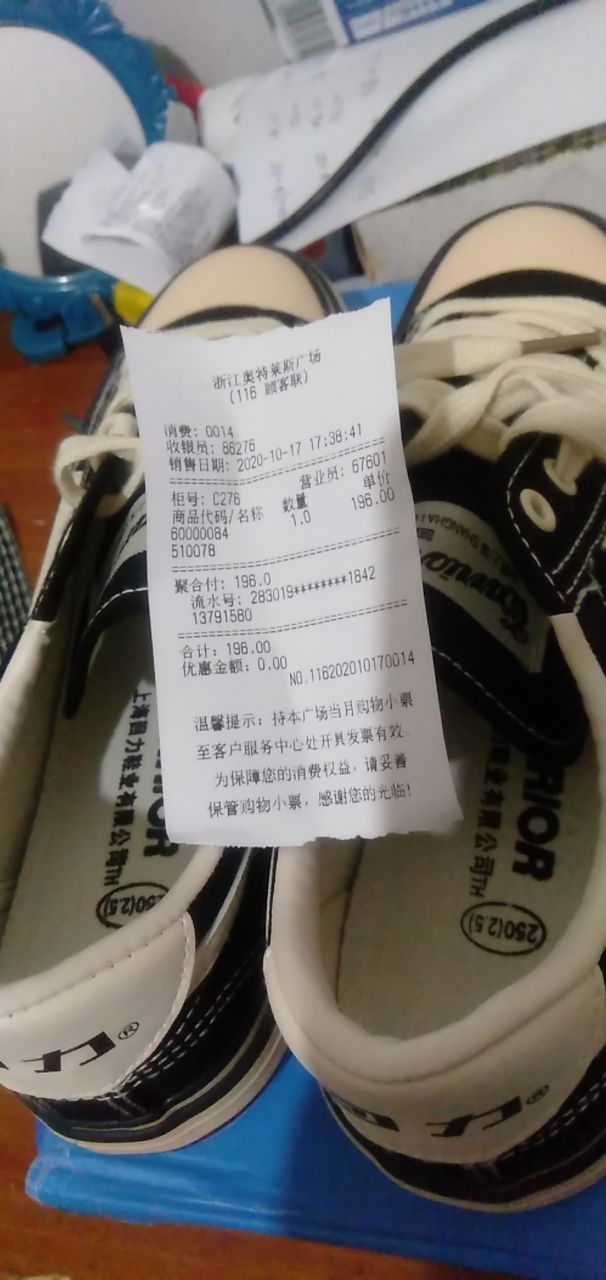 浙江奥特莱斯广场
(116 顾客联)
消费: 0014
收银员: 86276
销售日期: 2020-10-17 17:38:41
营业员: 67601
柜号: C276
商品代码/名称 数量 单价
60000084 1.0 196.00
510078
聚合付: 196.0
流水号: 283019********1842
13791580
合计: 196.00
优惠金额: 0.00
NO.116202010170014
温馨提示: 持本广场当月购物小票
至客户服务中心处开具发票有效。
为保障您的消费权益, 请妥善
保管购物小票, 感谢您的光临!
上海回力鞋业有限公司TH
RIOR
250(2.5)
250(2.5)
力®
回力®
SHANGHAI